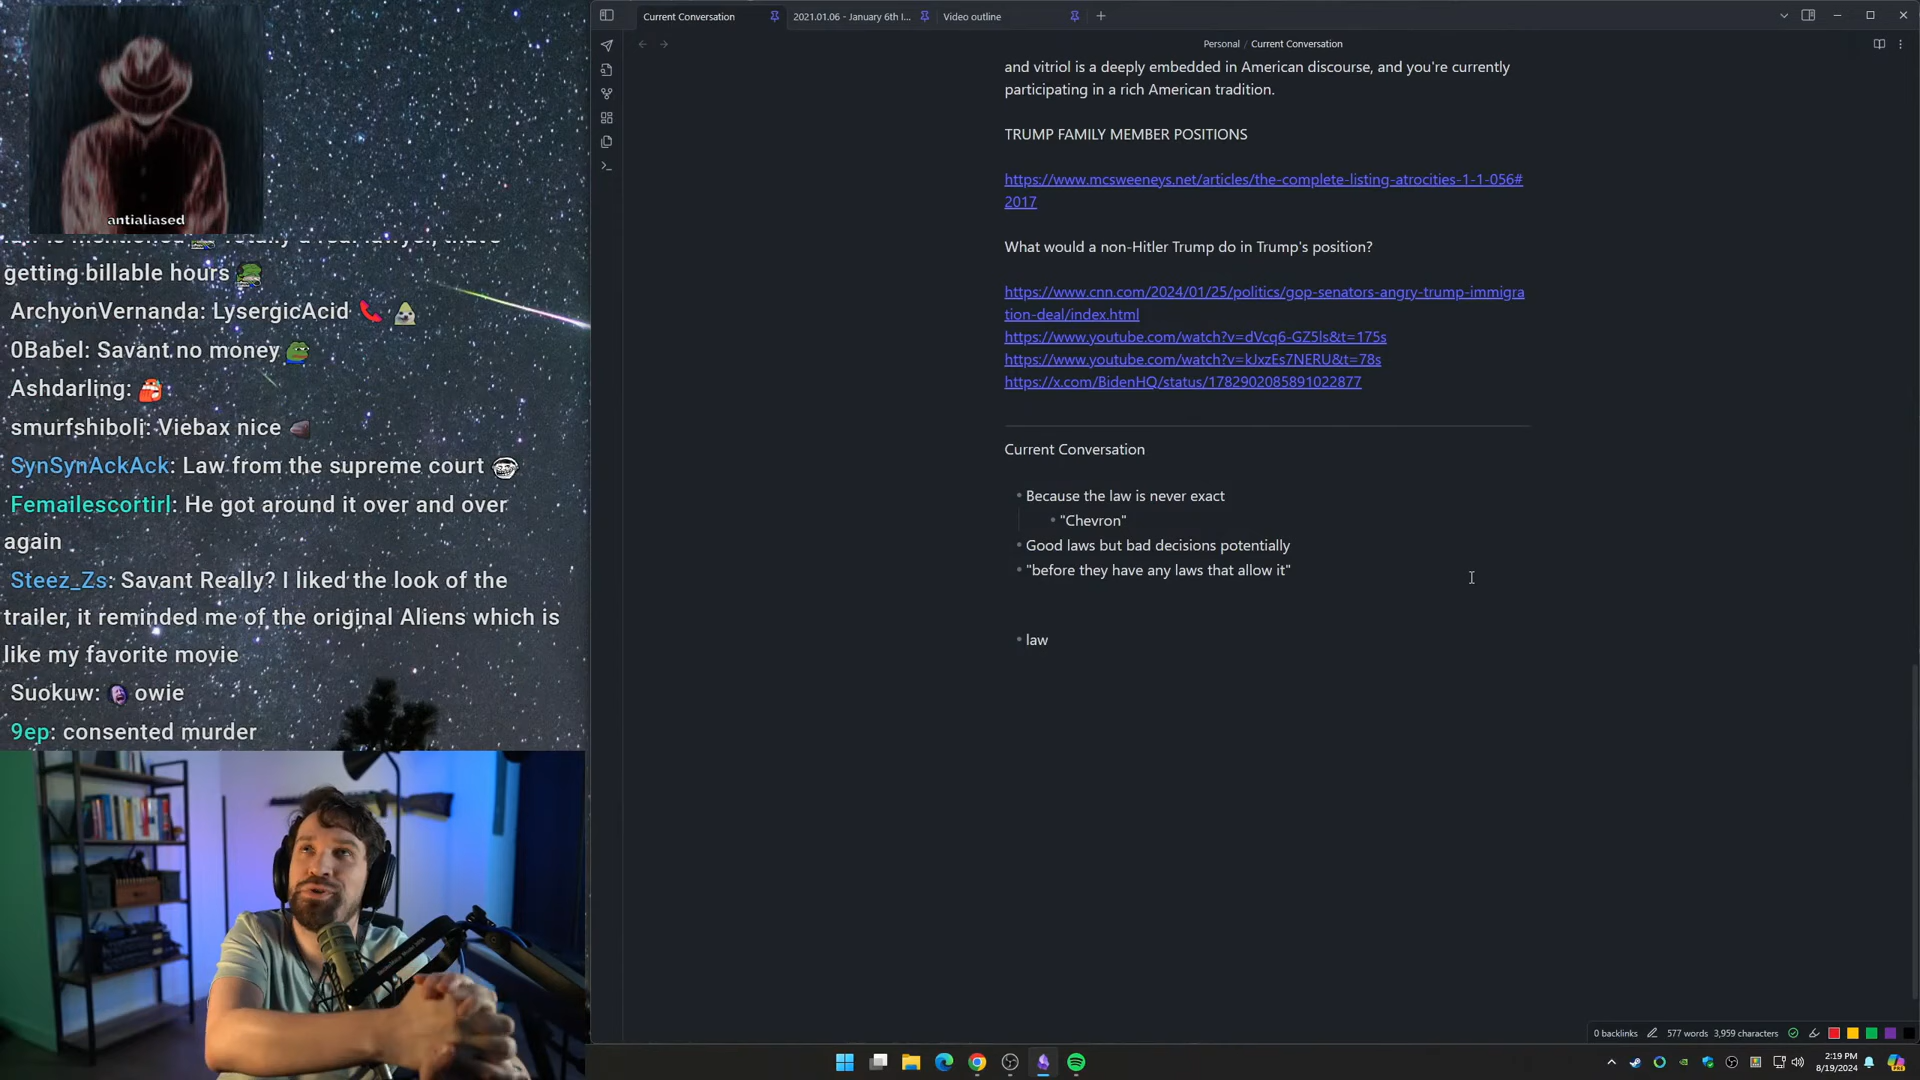 antialiased
getting billable hours
ArchyonVernanda: LysergicAcid
0Babel: Savant no money
Ashdarling:
smurfshiboli: Viebax nice
SynSynAckAck: Law from the supreme court
Femailescortirl: He got around it over and over
again
Steez_Zs: Savant Really? I liked the look of the
trailer, it reminded me of the original Aliens which is
like my favorite movie
Suokuw: owie
9ep: consented murder
Current Conversation
2021.01.06 - January 6th I...
Video outline
Personal / Current Conversation
and vitriol is a deeply embedded in American discourse, and you're currently
participating in a rich American tradition.
TRUMP FAMILY MEMBER POSITIONS
https://www.mcsweeneys.net/articles/the-complete-listing-atrocities-1-1-056#
2017
What would a non-Hitler Trump do in Trump's position?
https://www.cnn.com/2024/01/25/politics/gop-senators-angry-trump-immigra
tion-deal/index.html
https://www.youtube.com/watch?v=dVcq6-GZ5ls&t=175s
https://www.youtube.com/watch?v=kJxzEs7NERU&t=78s
https://x.com/BidenHQ/status/1782902085891022877
Current Conversation
Because the law is never exact
"Chevron"
Good laws but bad decisions potentially
"before they have any laws that allow it"
law
0 backlinks
577 words 3,959 characters
2:19 PM
8/19/2024